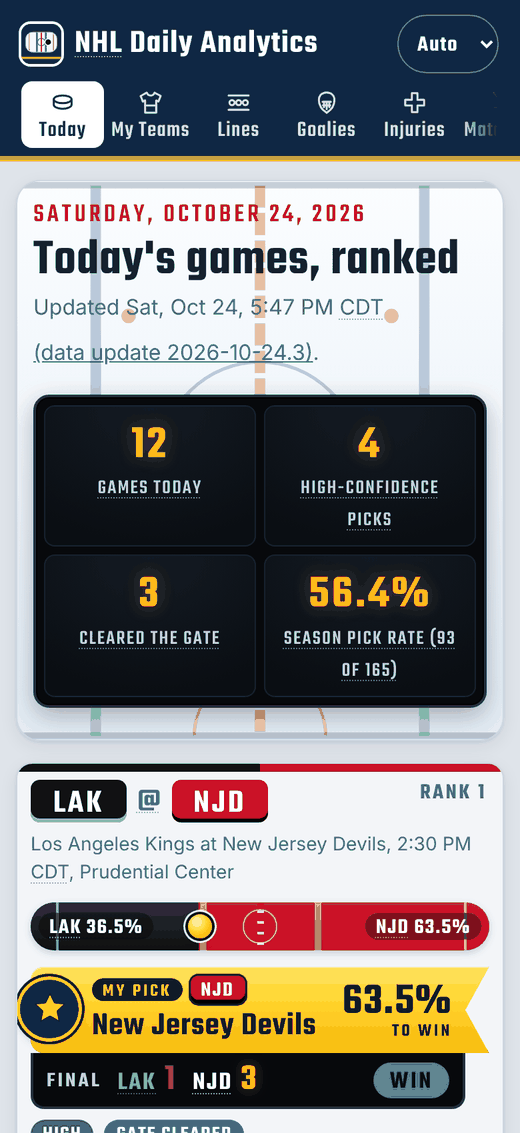 NHL Daily Analytics
Auto
Today
My Teams
Lines
Goalies
Injuries
SATURDAY, OCTOBER 24, 2026
Today's games, ranked
Updated Sat, Oct 24, 5:47 PM CDT
(data update 2026-10-24.3).
12
GAMES TODAY
4
HIGH-CONFIDENCE
PICKS
3
CLEARED THE GATE
56.4%
SEASON PICK RATE (93
OF 165)
LAK @ NJD
RANK 1
Los Angeles Kings at New Jersey Devils, 2:30 PM
CDT, Prudential Center
LAK 36.5%
NJD 63.5%
MY PICK NJD
New Jersey Devils
63.5%
TO WIN
FINAL LAK 1 NJD 3 WIN
HIGH GATE CLEARED